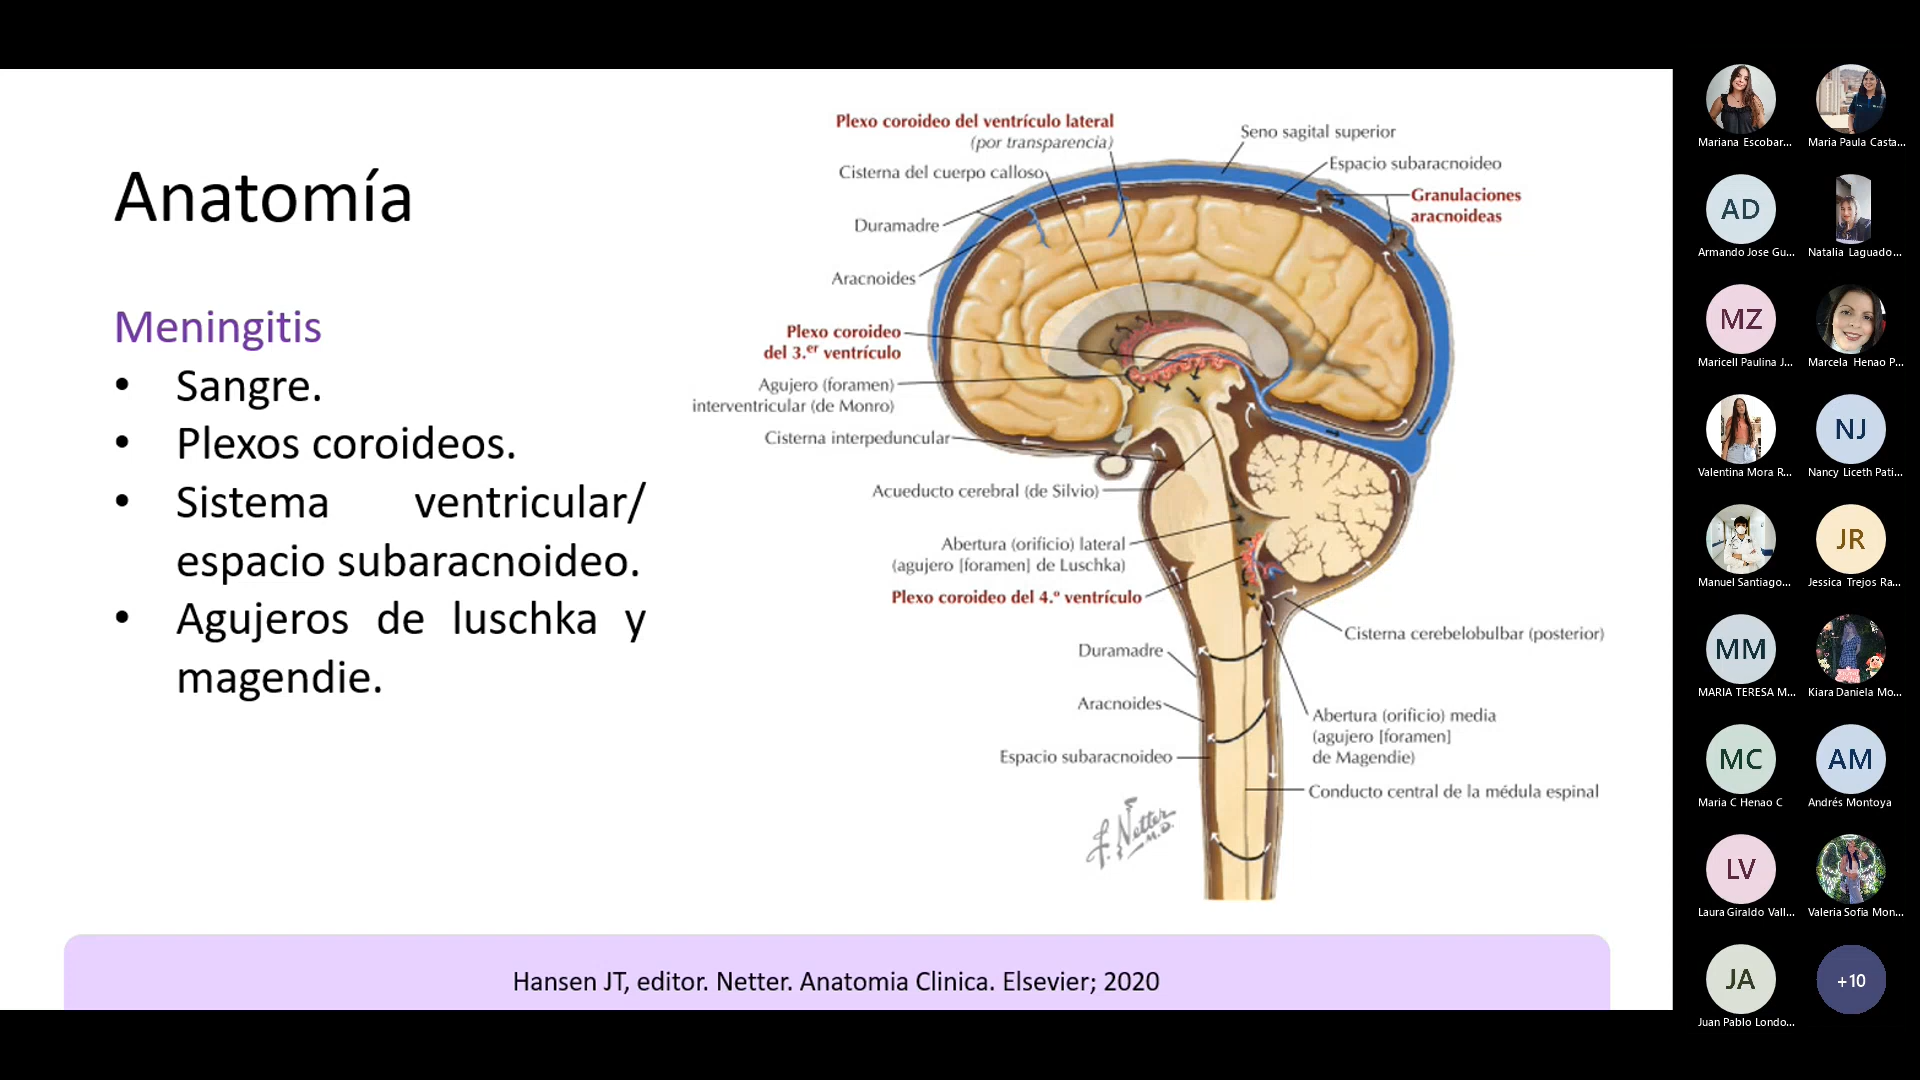 Anatomía
Meningitis
• Sangre.
• Plexos coroideos.
• Sistema ventricular/
espacio subaracnoideo.
• Agujeros de luschka y
magendie.
Plexo coroideo del ventrículo lateral
(por transparencia)
Cisterna del cuerpo calloso
Duramadre
Aracnoides
Plexo coroideo
del 3.er ventrículo
Agujero (foramen)
interventricular (de Monro)
Cisterna interpeduncular
Acueducto cerebral (de Silvio)
Abertura (orificio) lateral
(agujero [foramen] de Luschka)
Plexo coroideo del 4.º ventrículo
Duramadre
Aracnoides
Espacio subaracnoideo
Seno sagital superior
Espacio subaracnoideo
Granulaciones
aracnoideas
Cisterna cerebelobulbar (posterior)
Abertura (orificio) media
(agujero [foramen]
de Magendie)
Conducto central de la médula espinal
F. Netter
M.D.
Hansen JT, editor. Netter. Anatomia Clinica. Elsevier; 2020
Mariana Escobar...
Maria Paula Casta...
AD
Armando Jose Gu...
Natalia Laguado...
MZ
Maricell Paulina J...
Marcela Henao P...
Valentina Mora R...
NJ
Nancy Liceth Pati...
Manuel Santiago...
JR
Jessica Trejos Ra...
MM
MARIA TERESA M...
Kiara Daniela Mo...
MC
Maria C Henao C
AM
Andrés Montoya
LV
Laura Giraldo Vall...
Valeria Sofia Mon...
JA
Juan Pablo Londo...
+10